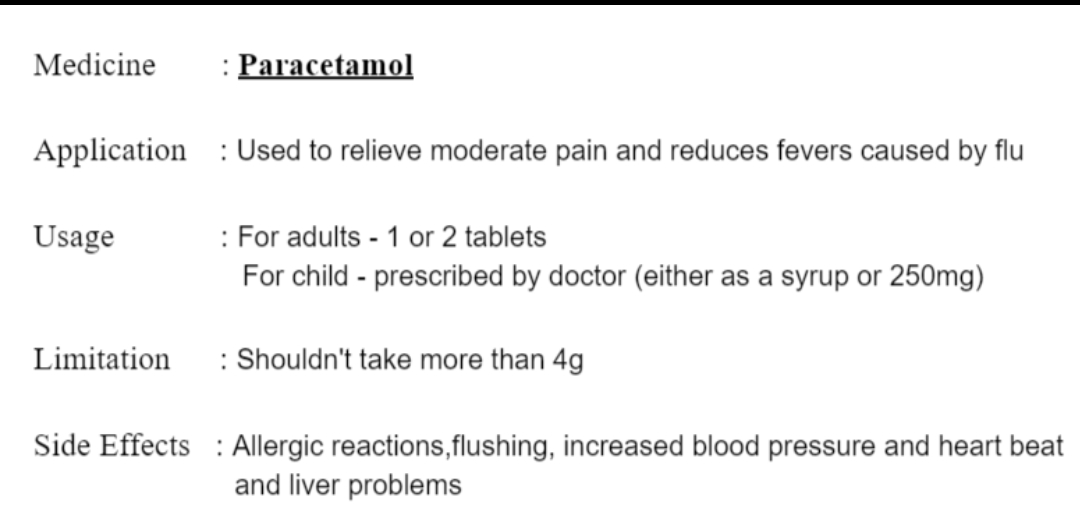 Medicine : Paracetamol
Application : Used to relieve moderate pain and reduces fevers caused by flu
Usage : For adults - 1 or 2 tablets
For child - prescribed by doctor (either as a syrup or 250mg)
Limitation : Shouldn't take more than 4g
Side Effects : Allergic reactions,flushing, increased blood pressure and heart beat
and liver problems